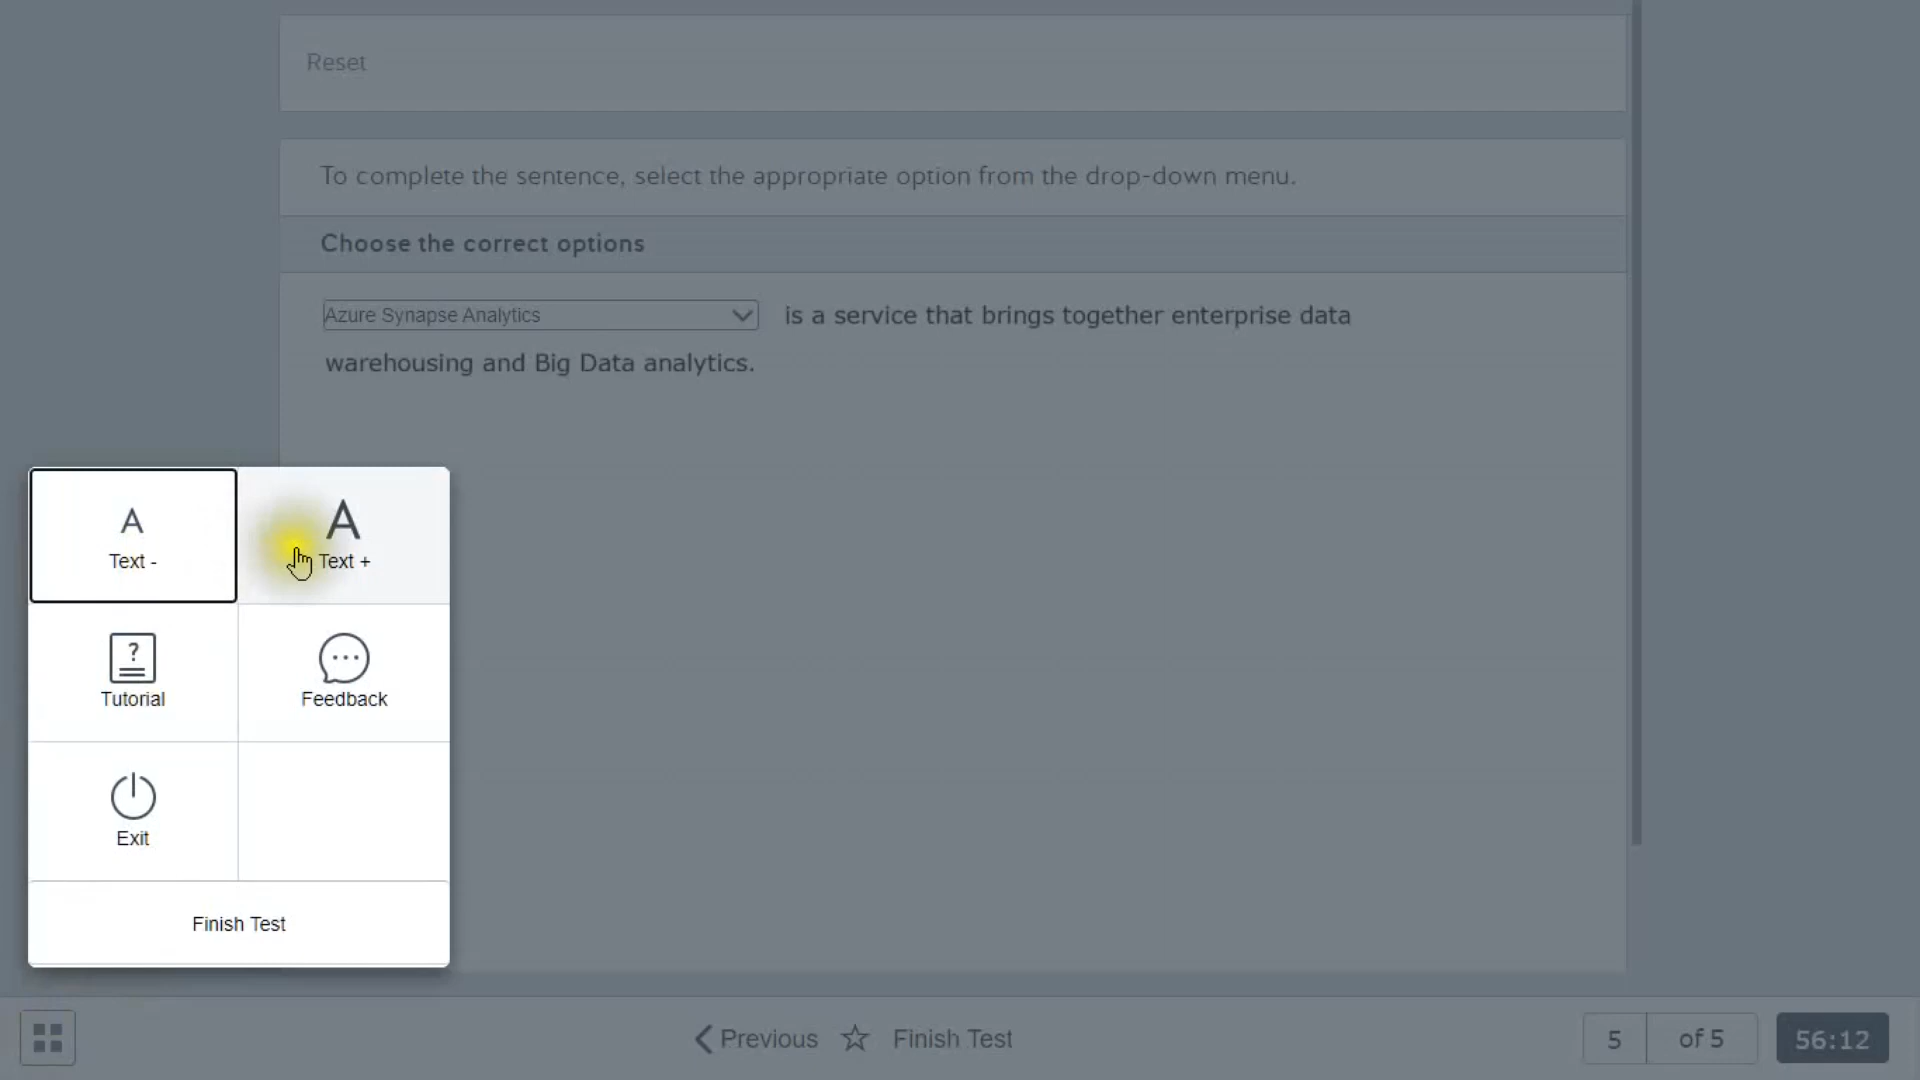 Reset
To complete the sentence, select the appropriate option from the drop-down menu.
Choose the correct options
Azure Synapse Analytics is a service that brings together enterprise data
warehousing and Big Data analytics.
A A
Text - Text +
?
Tutorial Feedback
Exit
Finish Test
Previous Finish Test 5 of 5 56:12